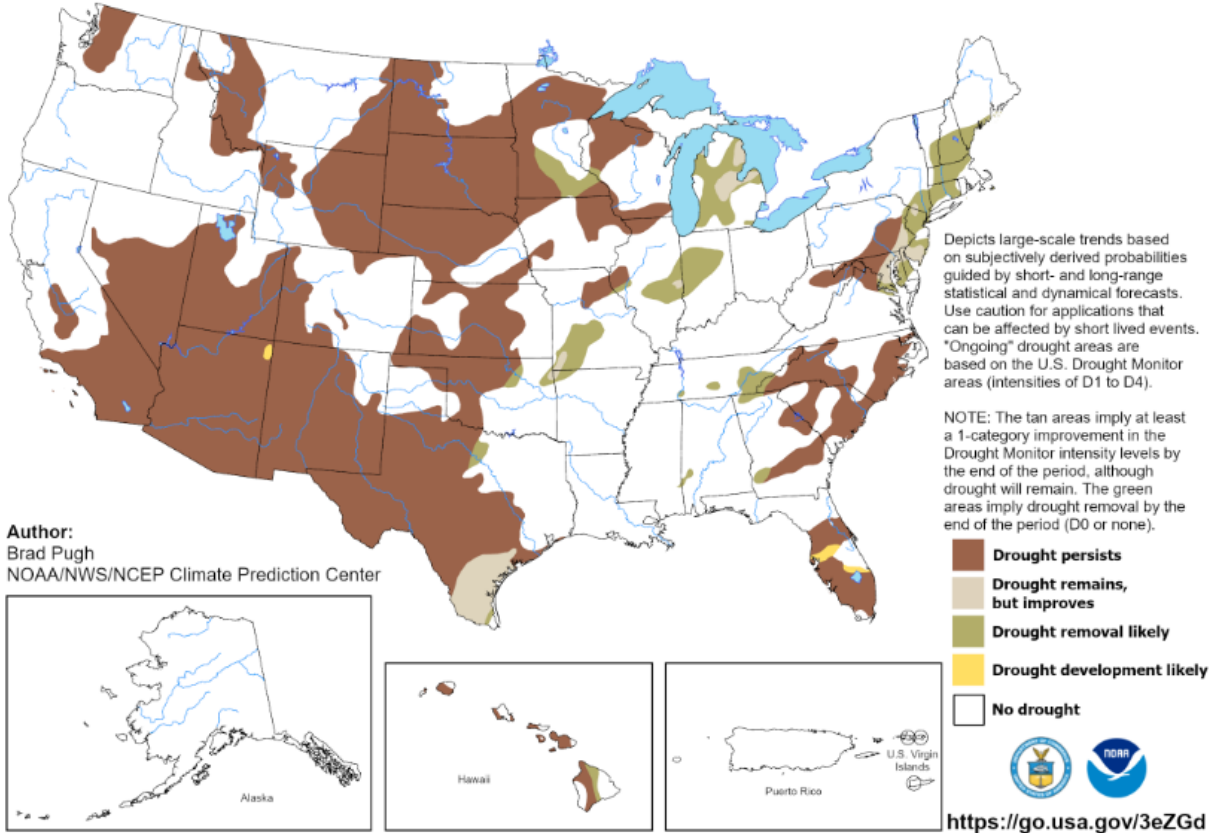 Depicts large-scale trends based
on subjectively derived probabilities
guided by short- and long-range
statistical and dynamical forecasts.
Use caution for applications that
can be affected by short lived events.
"Ongoing" drought areas are
based on the U.S. Drought Monitor
areas (intensities of D1 to D4).
NOTE: The tan areas imply at least
a 1-category improvement in the
Drought Monitor intensity levels by
the end of the period, although
drought will remain. The green
areas imply drought removal by the
end of the period (D0 or none).
Author:
Brad Pugh
NOAA/NWS/NCEP Climate Prediction Center
Drought persists
Drought remains,
but improves
Drought removal likely
Drought development likely
No drought
Alaska
Hawaii
Puerto Rico
U.S. Virgin
Islands
NOAA
https://go.usa.gov/3eZGd